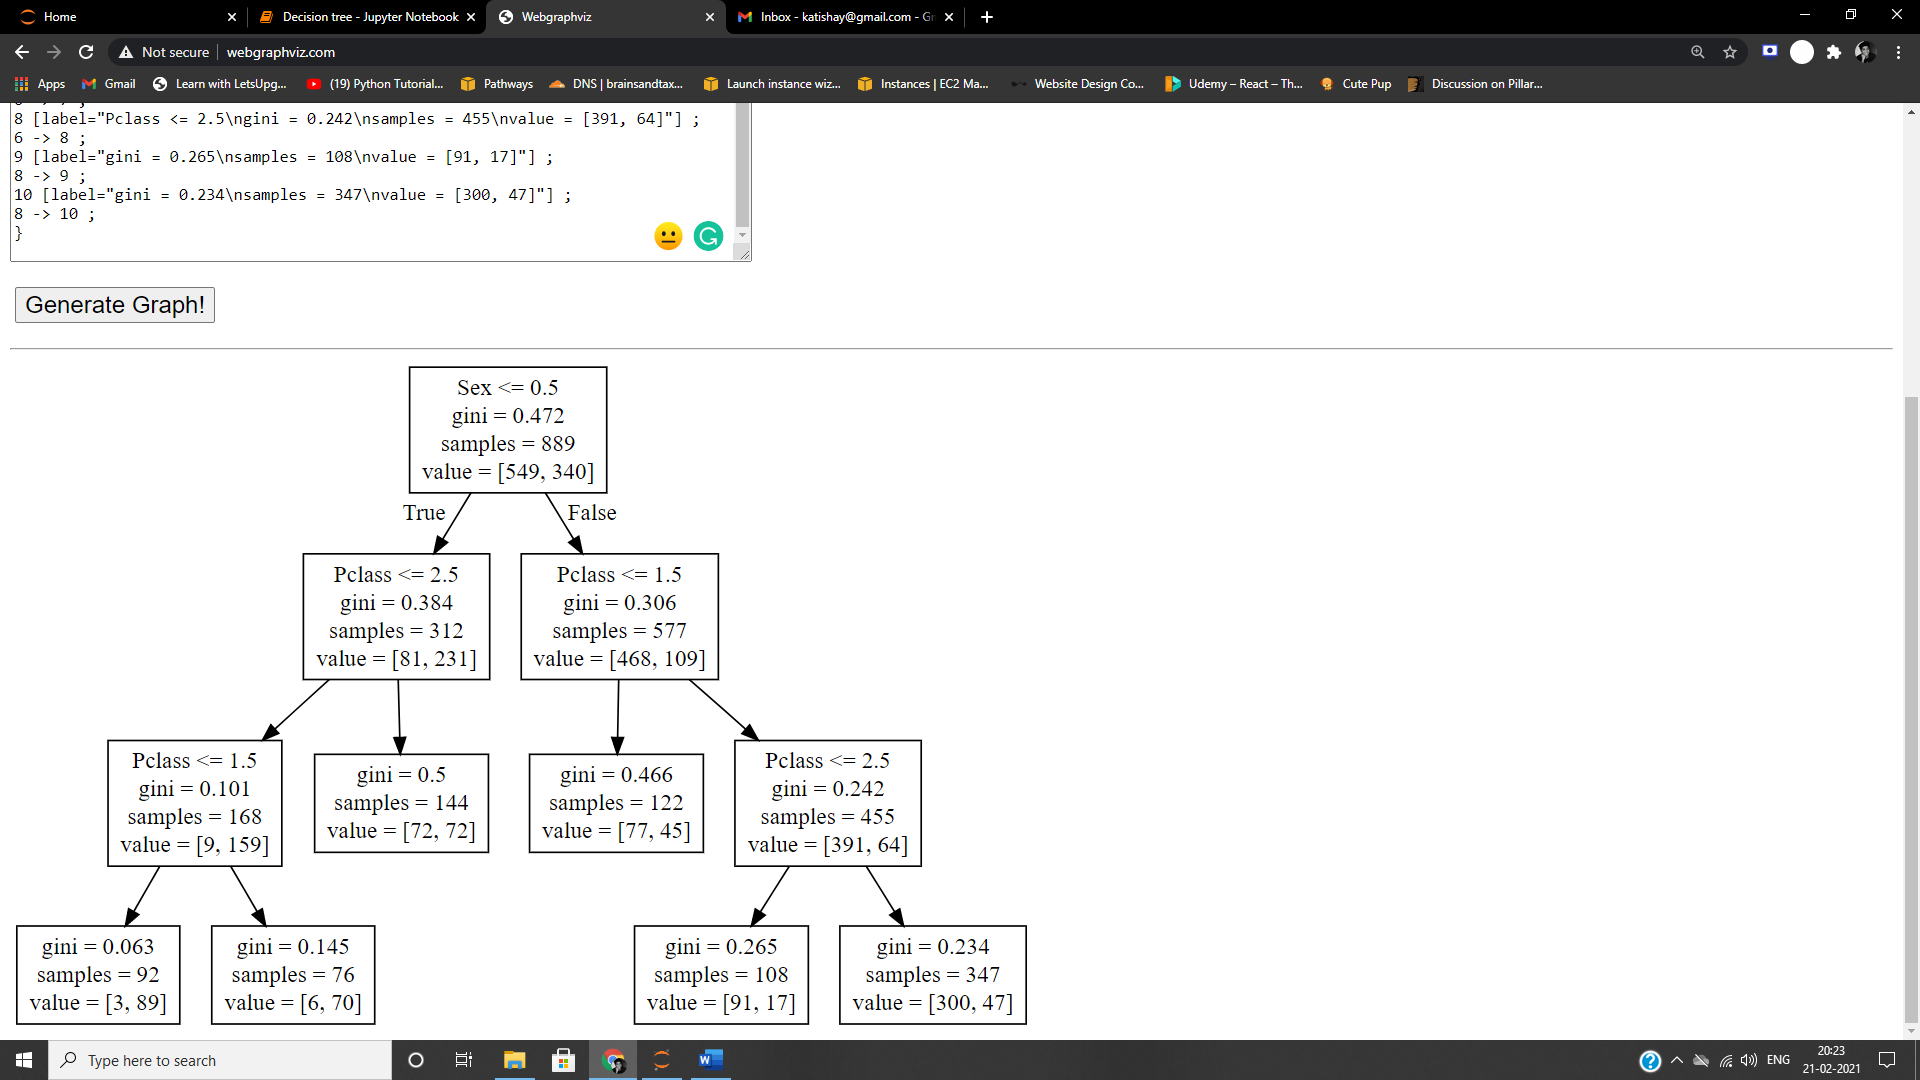 Home
Decision tree - Jupyter Notebook
Webgraphviz
Inbox - katishay@gmail.com - G
Not secure
webgraphviz.com
Apps
Gmail
Learn with LetsUpg...
(19) Python Tutorial...
Pathways
DNS | brainsandtax...
Launch instance wiz...
Instances | EC2 Ma...
Website Design Co...
Udemy – React – Th...
Cute Pup
Discussion on Pillar...
8 [label="Pclass <= 2.5\ngini = 0.242\nsamples = 455\nvalue = [391, 64]"] ;
6 -> 8 ;
9 [label="gini = 0.265\nsamples = 108\nvalue = [91, 17]"] ;
8 -> 9 ;
10 [label="gini = 0.234\nsamples = 347\nvalue = [300, 47]"] ;
8 -> 10 ;
}
Generate Graph!
Sex <= 0.5
gini = 0.472
samples = 889
value = [549, 340]
True
False
Pclass <= 2.5
gini = 0.384
samples = 312
value = [81, 231]
Pclass <= 1.5
gini = 0.306
samples = 577
value = [468, 109]
Pclass <= 1.5
gini = 0.101
samples = 168
value = [9, 159]
gini = 0.5
samples = 144
value = [72, 72]
gini = 0.466
samples = 122
value = [77, 45]
Pclass <= 2.5
gini = 0.242
samples = 455
value = [391, 64]
gini = 0.063
samples = 92
value = [3, 89]
gini = 0.145
samples = 76
value = [6, 70]
gini = 0.265
samples = 108
value = [91, 17]
gini = 0.234
samples = 347
value = [300, 47]
Type here to search
ENG
20:23
21-02-2021